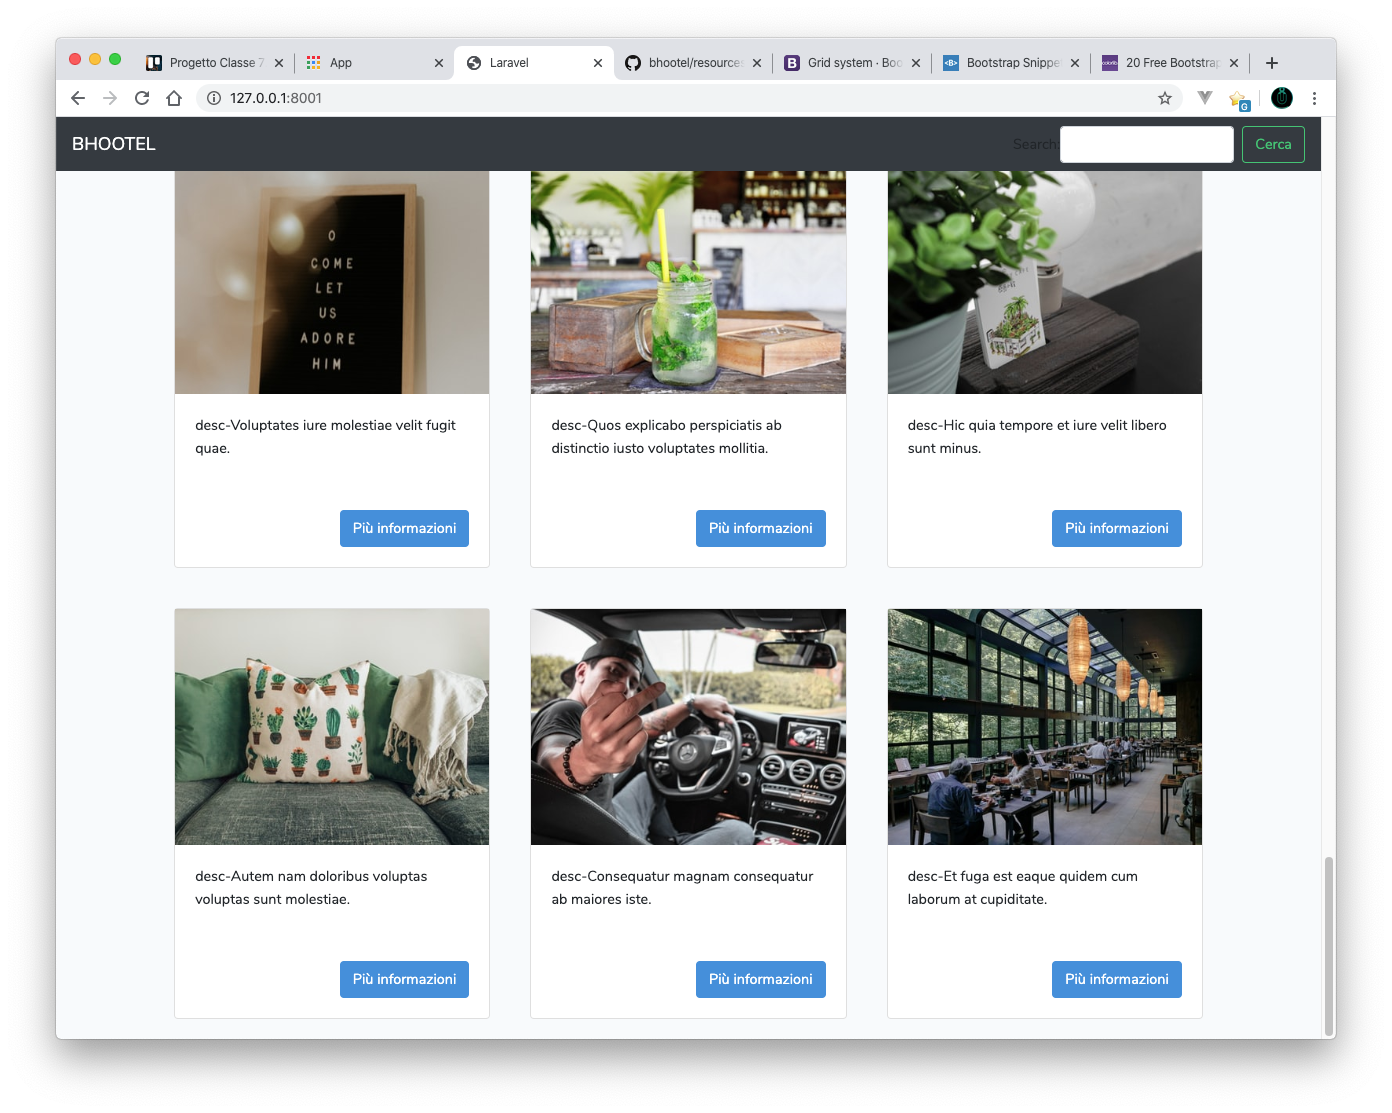 Progetto Classe 7
App
Laravel
bhootel/resources
Grid system · Boo
Bootstrap Snippe
20 Free Bootstrap
127.0.0.1:8001
BHOOTEL
Search:
Cerca
O
COME
LET
US
ADORE
HIM
desc-Voluptates iure molestiae velit fugit
quae.
Più informazioni
desc-Quos explicabo perspiciatis ab
distinctio iusto voluptates mollitia.
Più informazioni
desc-Hic quia tempore et iure velit libero
sunt minus.
Più informazioni
desc-Autem nam doloribus voluptas
voluptas sunt molestiae.
Più informazioni
desc-Consequatur magnam consequatur
ab maiores iste.
Più informazioni
desc-Et fuga est eaque quidem cum
laborum at cupiditate.
Più informazioni